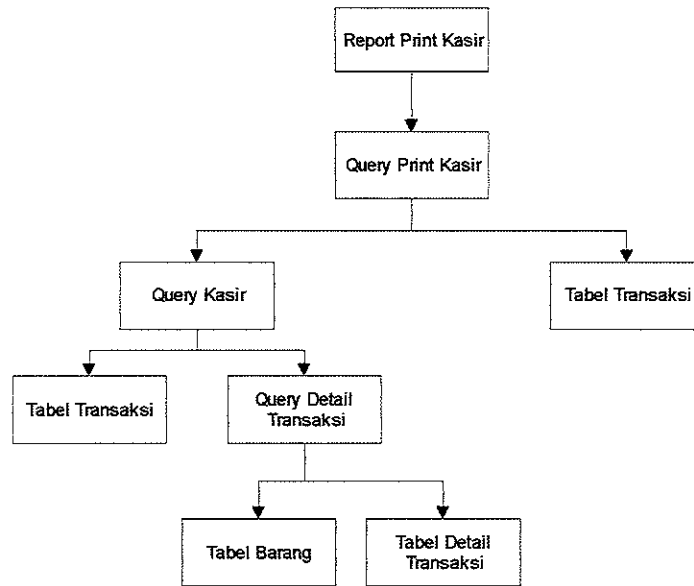 Report Print Kasir
Query Print Kasir
Query Kasir
Tabel Transaksi
Tabel Transaksi
Query Detail
Transaksi
Tabel Barang
Tabel Detail
Transaksi